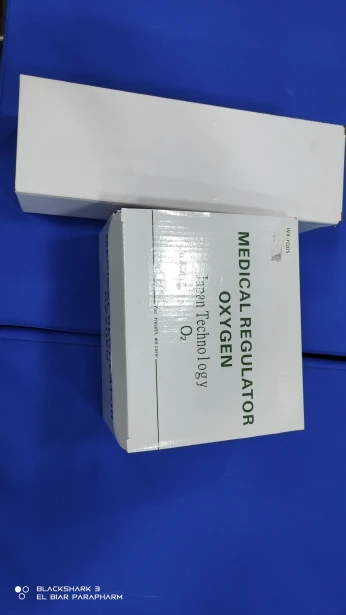 MEDICAL REGULATOR
OXYGEN
Japan Technology
O₂
BLACKSHARK 3
EL BIAR PARAPHARM